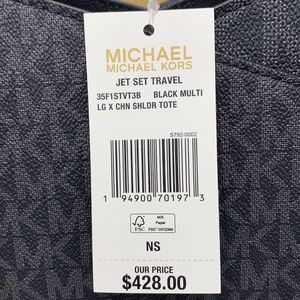 MICHAEL
MICHAEL KORS
JET SET TRAVEL
35F1STVT3B BLACK MULTI
LG X CHN SHLDR TOTE
S792-0002
1 94900 70197 3
FSC
MIX
Paper
NS
OUR PRICE
$428.00